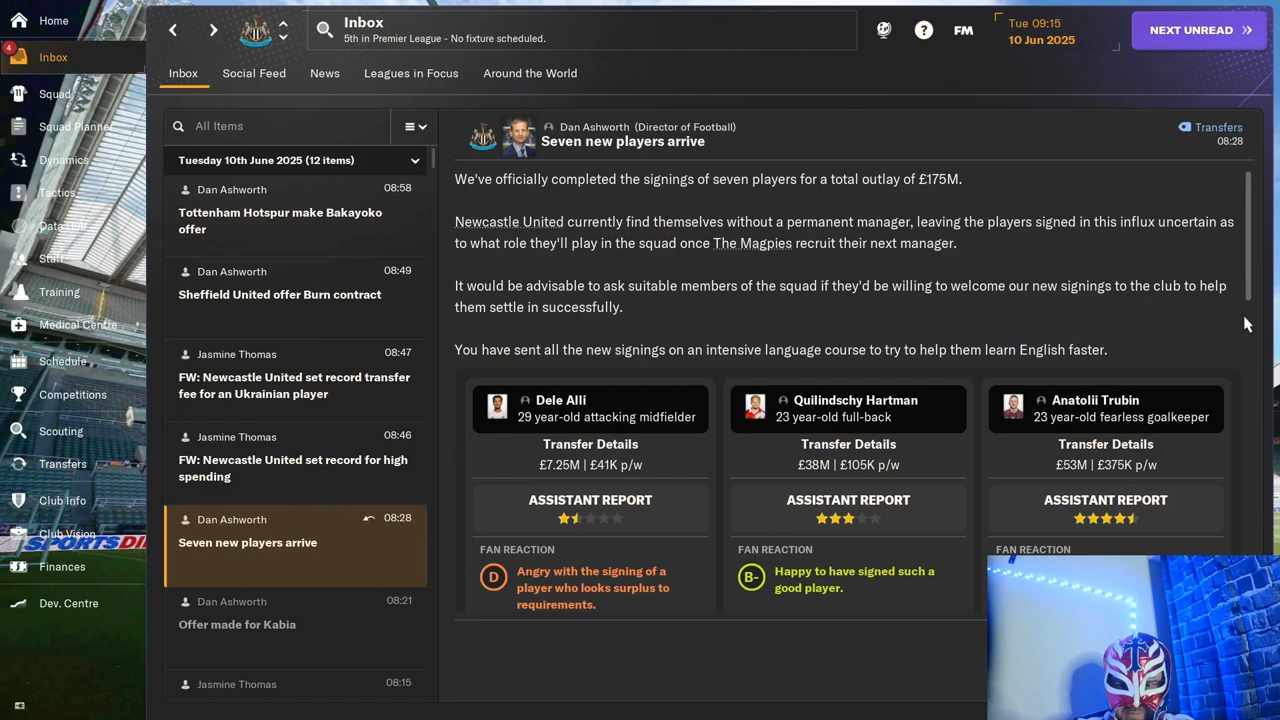 Home
4
Inbox
Squad
Squad Planner
Dynamics
Tactics
Data Hub
Staff
Training
Medical Centre
Schedule
Competitions
Scouting
Transfers
Club Info
Club Vision
Finances
Dev. Centre
SPORTS
Inbox
5th in Premier League - No fixture scheduled.
?
FM
Tue 09:15
10 Jun 2025
NEXT UNREAD
Inbox
Social Feed
News
Leagues in Focus
Around the World
All Items
Tuesday 10th June 2025 (12 items)
Dan Ashworth 08:58
Tottenham Hotspur make Bakayoko
offer
Dan Ashworth 08:49
Sheffield United offer Burn contract
Jasmine Thomas 08:47
FW: Newcastle United set record transfer
fee for an Ukrainian player
Jasmine Thomas 08:46
FW: Newcastle United set record for high
spending
Dan Ashworth 08:28
Seven new players arrive
Dan Ashworth 08:21
Offer made for Kabia
Jasmine Thomas 08:15
Dan Ashworth (Director of Football)
Seven new players arrive
Transfers
08:28
We've officially completed the signings of seven players for a total outlay of £175M.
Newcastle United currently find themselves without a permanent manager, leaving the players signed in this influx uncertain as
to what role they'll play in the squad once The Magpies recruit their next manager.
It would be advisable to ask suitable members of the squad if they'd be willing to welcome our new signings to the club to help
them settle in successfully.
You have sent all the new signings on an intensive language course to try to help them learn English faster.
Dele Alli
29 year-old attacking midfielder
Transfer Details
£7.25M | £41K p/w
ASSISTANT REPORT
FAN REACTION
D
Angry with the signing of a
player who looks surplus to
requirements.
Quilindschy Hartman
23 year-old full-back
Transfer Details
£38M | £105K p/w
ASSISTANT REPORT
FAN REACTION
B-
Happy to have signed such a
good player.
Anatolii Trubin
23 year-old fearless goalkeeper
Transfer Details
£53M | £375K p/w
ASSISTANT REPORT
FAN REACTION